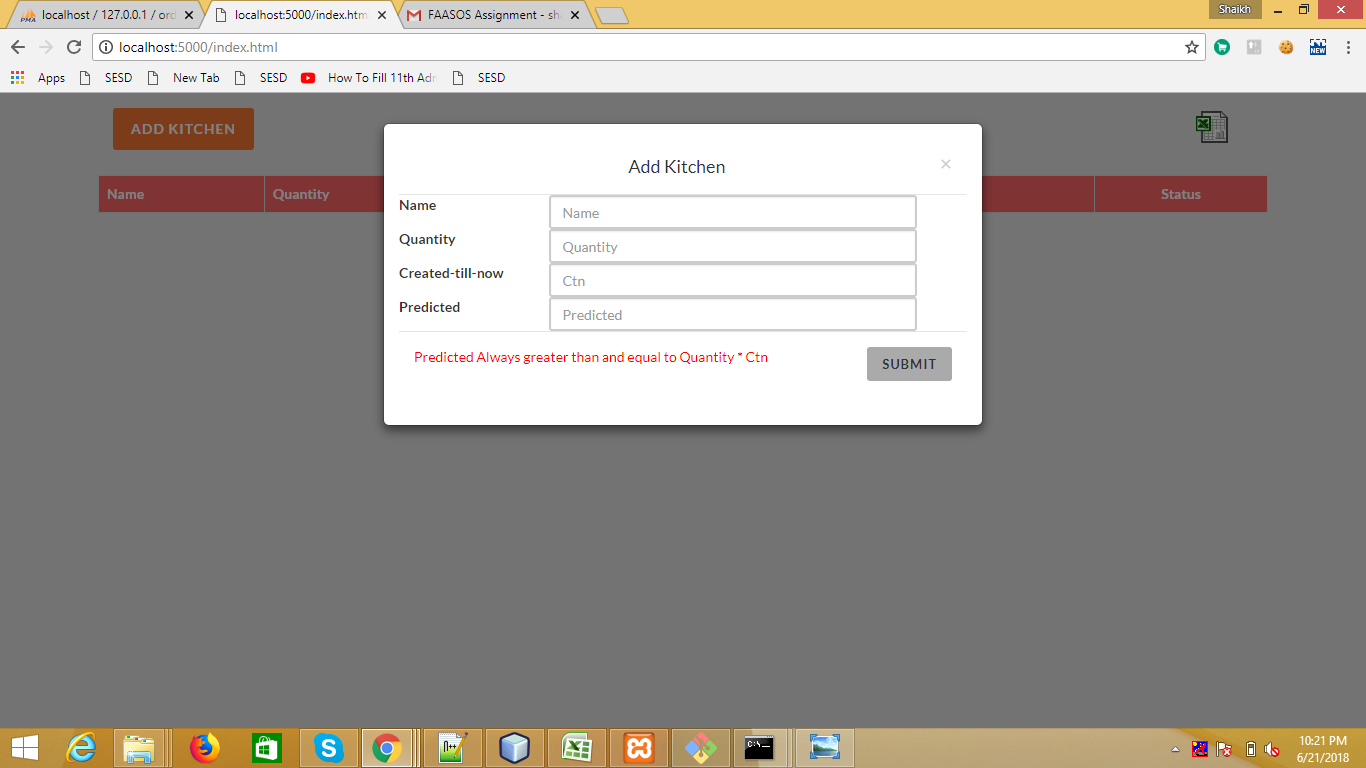 Shaikh
PMA localhost / 127.0.0.1 / ord
localhost:5000/index.htm
FAASOS Assignment - sh
localhost:5000/index.html
NEW
Apps SESD New Tab SESD How To Fill 11th Adr SESD
ADD KITCHEN
Add Kitchen ×
Name Quantity Status
Name Name
Quantity Quantity
Created-till-now Ctn
Predicted Predicted
Predicted Always greater than and equal to Quantity * Ctn SUBMIT
10:21 PM
6/21/2018